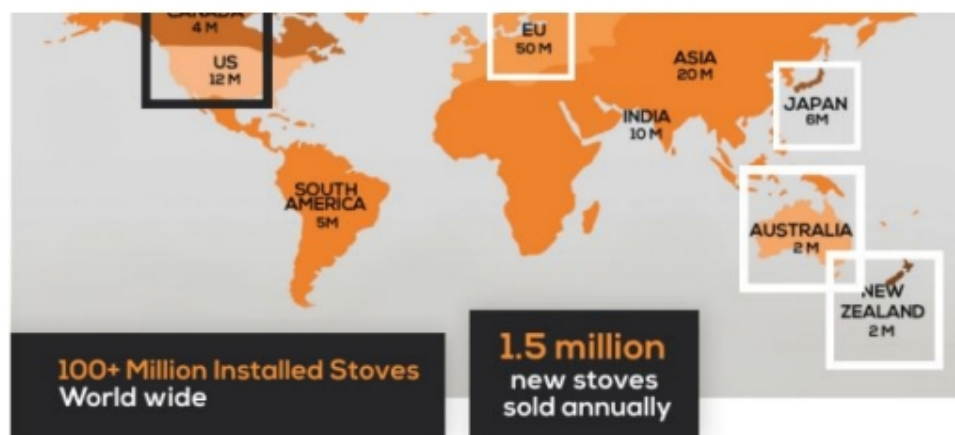 CANADA
4 M
US
12 M
EU
50 M
ASIA
20 M
INDIA
10 M
JAPAN
6M
SOUTH
AMERICA
5M
AUSTRALIA
2 M
NEW
ZEALAND
2 M
100+ Million Installed Stoves
World wide
1.5 million
new stoves
sold annually